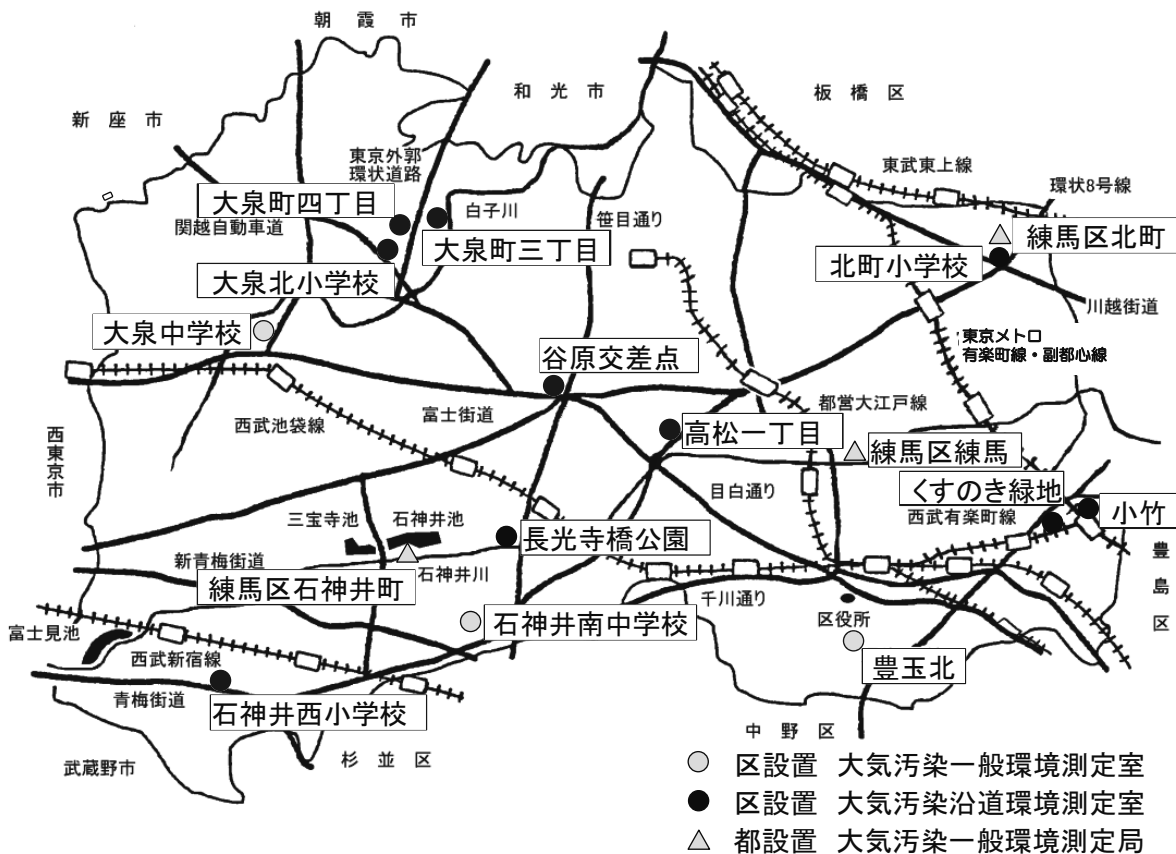 朝霞市
和光市
板橋区
新座市
東京外郭
環状道路
東武東上線
環状8号線
大泉町四丁目
白子川
笹目通り
関越自動車道
大泉町三丁目
練馬区北町
北町小学校
大泉北小学校
川越街道
大泉中学校
東京メトロ
有楽町線・副都心線
谷原交差点
富士街道
都営大江戸線
西武池袋線
高松一丁目
練馬区練馬
西東京市
目白通り
くすのき緑地
三宝寺池
石神井池
西武有楽町線
小竹
長光寺橋公園
新青梅街道
石神井川
豊島区
練馬区石神井町
千川通り
富士見池
石神井南中学校
区役所
西武新宿線
豊玉北
青梅街道
石神井西小学校
中野区
武蔵野市
杉並区
区設置 大気汚染一般環境測定室
区設置 大気汚染沿道環境測定室
都設置 大気汚染一般環境測定局